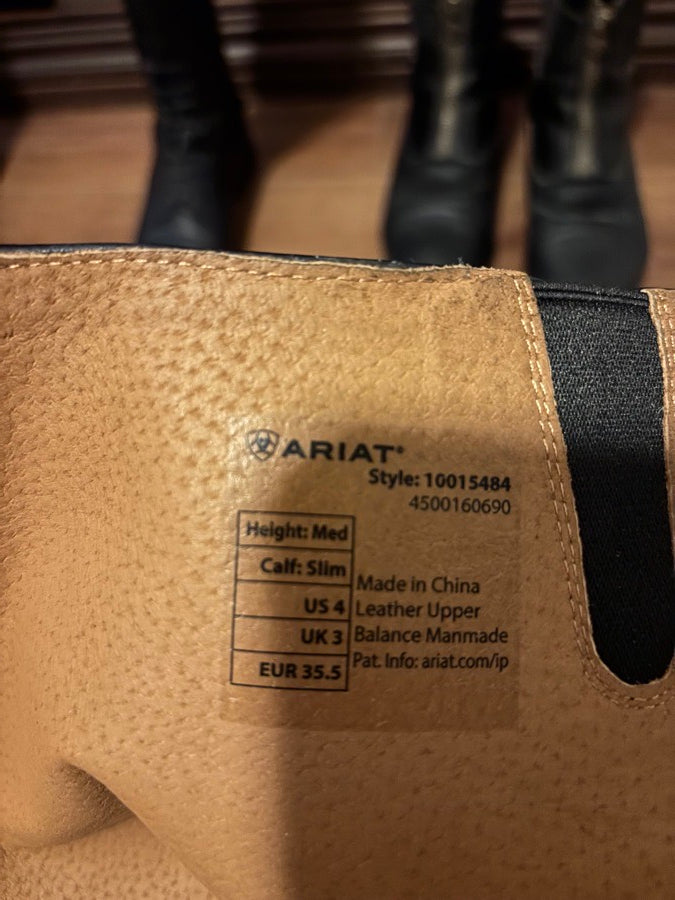 ARIAT®
Style: 10015484
4500160690
Height: Med
Calf: Slim
US 4
UK 3
EUR 35.5
Made in China
Leather Upper
Balance Manmade
Pat. Info: ariat.com/ip